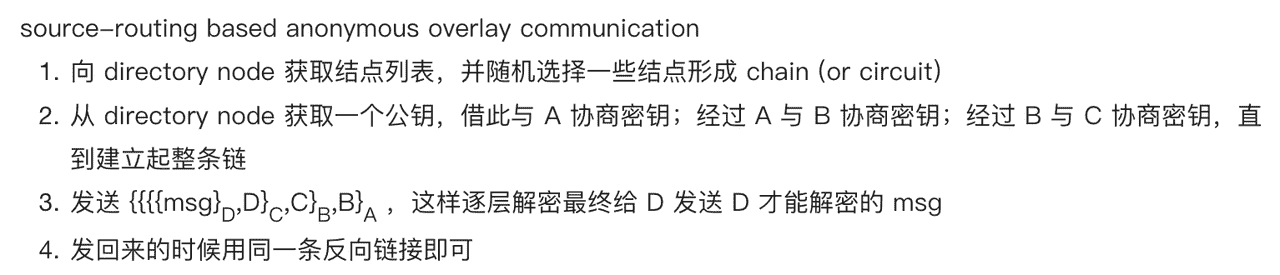 source-routing based anonymous overlay communication
1. 向 directory node 获取结点列表，并随机选择一些结点形成 chain (or circuit)
2. 从 directory node 获取一个公钥，借此与 A 协商密钥；经过 A 与 B 协商密钥；经过 B 与 C 协商密钥，直
到建立起整条链
3. 发送 {{{{msg}D,D}C,C}B,B}A ，这样逐层解密最终给 D 发送 D 才能解密的 msg
4. 发回来的时候用同一条反向链接即可